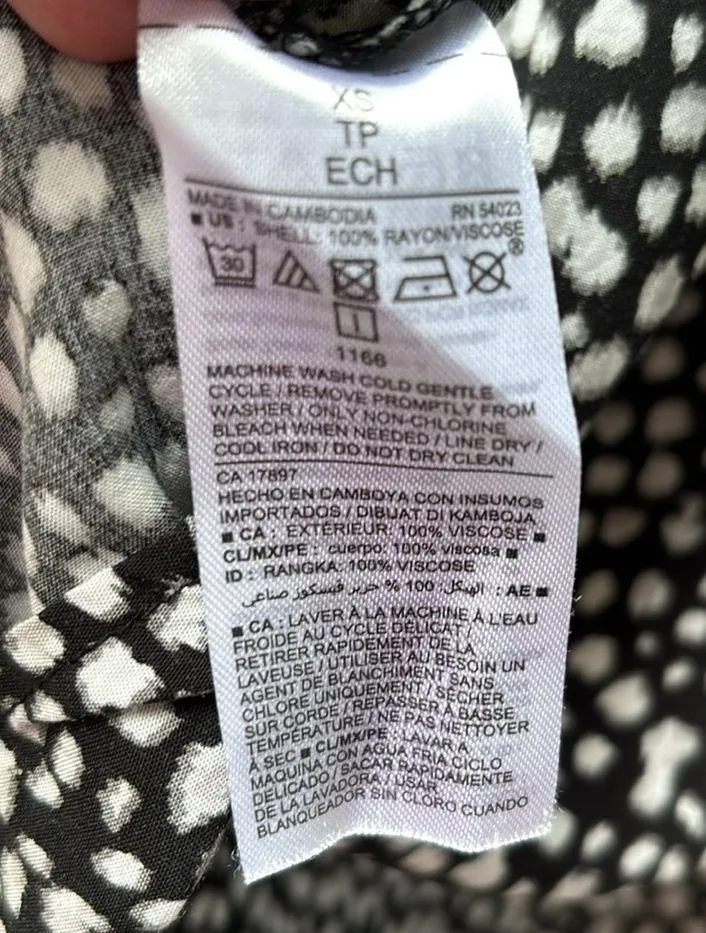 XS
TP
ECH
MADE IN CAMBODIA RN 54023
■ US : SHELL: 100% RAYON/VISCOSE
30 ®
1166
MACHINE WASH COLD GENTLE
CYCLE / REMOVE PROMPTLY FROM
WASHER / ONLY NON-CHLORINE
BLEACH WHEN NEEDED / LINE DRY /
COOL IRON / DO NOT DRY CLEAN
CA 17897
HECHO EN CAMBOYA CON INSUMOS
IMPORTADOS / DIBUAT DI KAMBOJA
■ CA : EXTÉRIEUR: 100% VISCOSE ■
CL/MX/PE : cuerpo: 100% viscosa ■
ID : RANGKA: 100% VISCOSE
■ AE : الهيكل: 100 % حرير فيسكوز صناعي
■ CA : LAVER À LA MACHINE À L'EAU
FROIDE AU CYCLE DÉLICAT /
RETIRER RAPIDEMENT DE LA
LAVEUSE / UTILISER AU BESOIN UN
AGENT DE BLANCHIMENT SANS
CHLORE UNIQUEMENT / SÉCHER
SUR CORDE / REPASSER À BASSE
TEMPÉRATURE / NE PAS NETTOYER
À SEC ■ CL/MX/PE : LAVAR A
MAQUINA CON AGUA FRIA CICLO
DELICADO / SACAR RAPIDAMENTE
DE LA LAVADORA / USAR
BLANQUEADOR SIN CLORO CUANDO